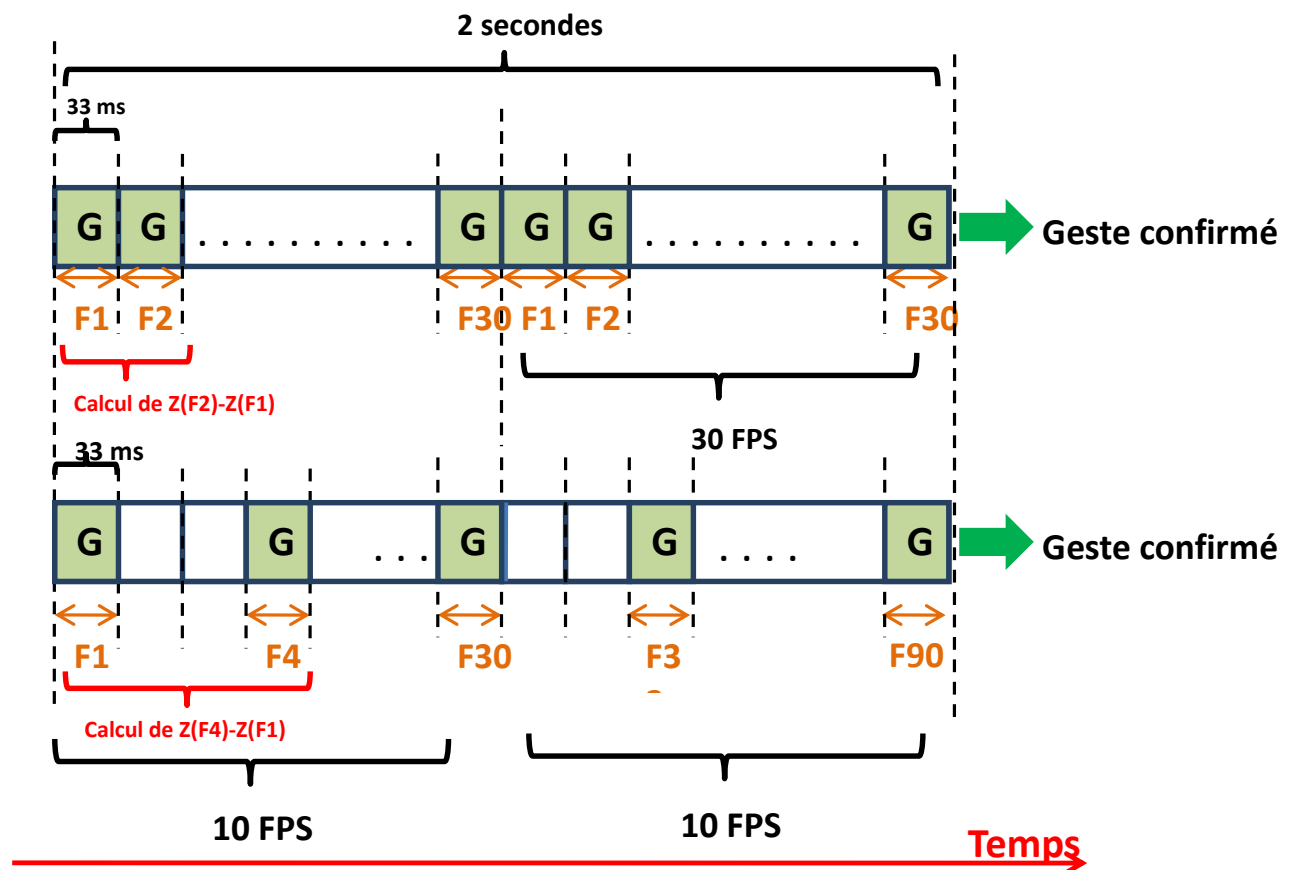 2 secondes
33 ms
G G . . . . . . . . . . G G G . . . . . . . . . . G Geste confirmé
F1 F2 F30 F1 F2 F30
Calcul de Z(F2)-Z(F1)
30 FPS
33 ms
G G . . . G G . . . . G Geste confirmé
F1 F4 F30 F3 F90
Calcul de Z(F4)-Z(F1)
10 FPS 10 FPS
Temps